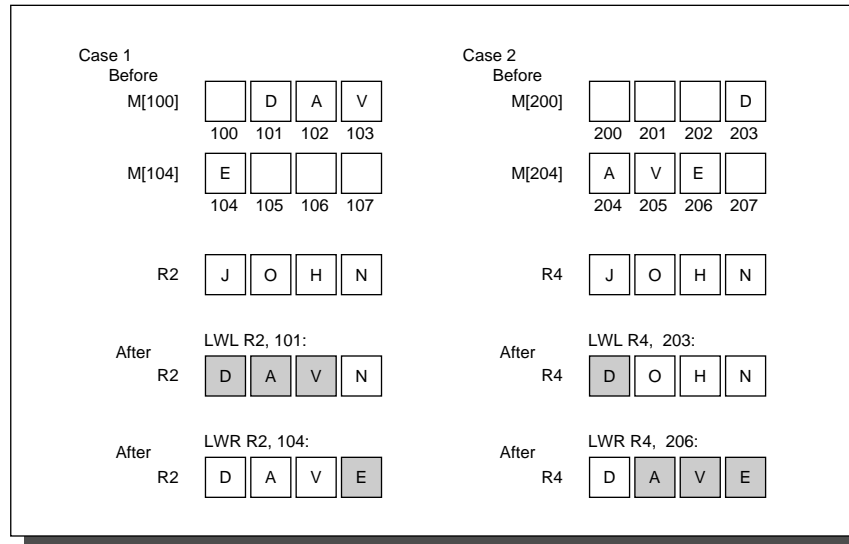 Case 1
Before
M[100] D A V
100 101 102 103
M[104] E
104 105 106 107
R2 J O H N
After LWL R2, 101:
R2 D A V N
After LWR R2, 104:
R2 D A V E
Case 2
Before
M[200] D
200 201 202 203
M[204] A V E
204 205 206 207
R4 J O H N
After LWL R4, 203:
R4 D O H N
After LWR R4, 206:
R4 D A V E